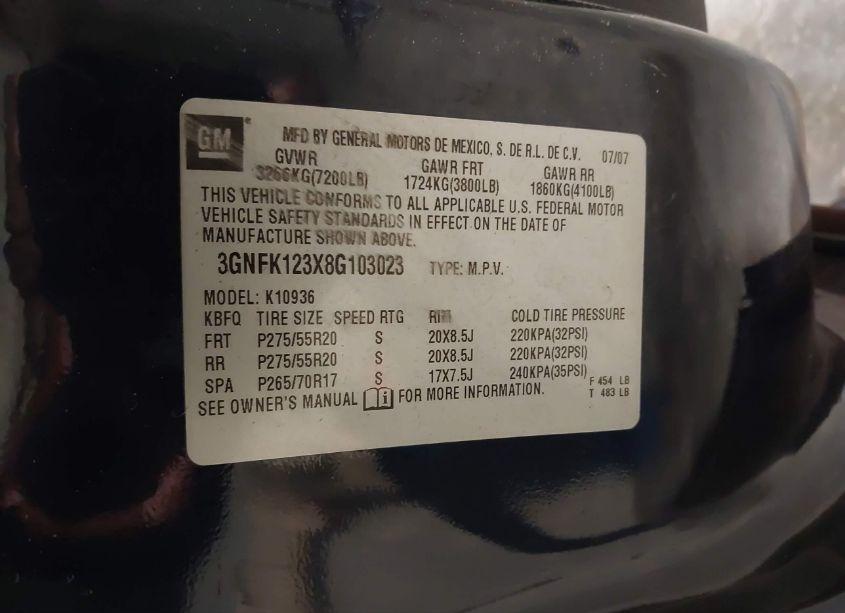 GM MFD BY GENERAL MOTORS DE MEXICO, S. DE R.L. DE C.V. 07/07
GVWR GAWR FRT GAWR RR
3266KG(7200LB) 1724KG(3800LB) 1860KG(4100LB)
THIS VEHICLE CONFORMS TO ALL APPLICABLE U.S. FEDERAL MOTOR
VEHICLE SAFETY STANDARDS IN EFFECT ON THE DATE OF
MANUFACTURE SHOWN ABOVE.
3GNFK123X8G103023 TYPE: M.P.V.
MODEL: K10936
KBFQ TIRE SIZE SPEED RTG RIM COLD TIRE PRESSURE
FRT P275/55R20 S 20X8.5J 220KPA(32PSI)
RR P275/55R20 S 20X8.5J 220KPA(32PSI)
SPA P265/70R17 S 17X7.5J 240KPA(35PSI)
F 454 LB
T 483 LB
SEE OWNER'S MANUAL FOR MORE INFORMATION.